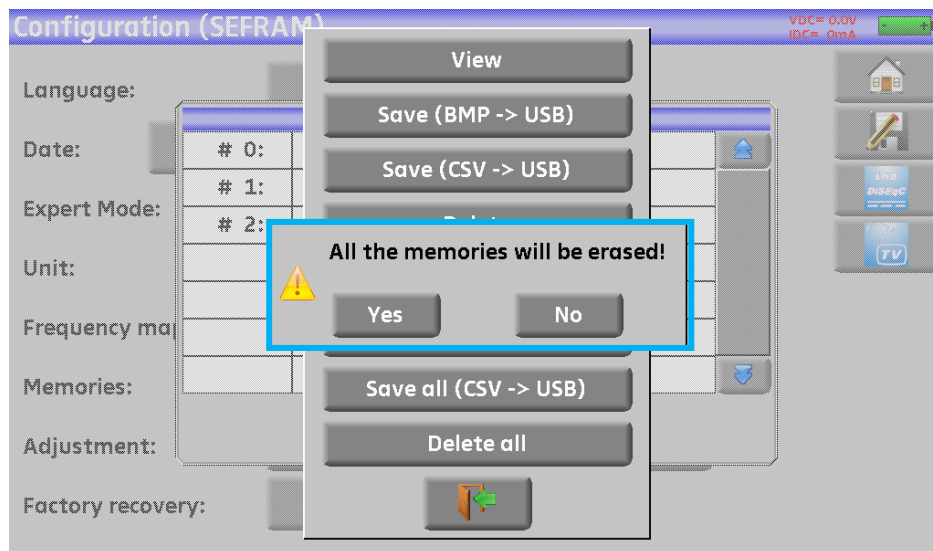 Configuration (SEFRAM)
VDC= 0.0V
IDC= 0mA
- +
Language:
Date:
Expert Mode:
Unit:
Frequency
Memories:
Adjustment:
Factory recovery:
# 0:
# 1:
# 2:
View
Save (BMP -> USB)
Save (CSV -> USB)
All the memories will be erased!
Yes
No
Save all (CSV -> USB)
Delete all
LNB
DiSEqC
TV